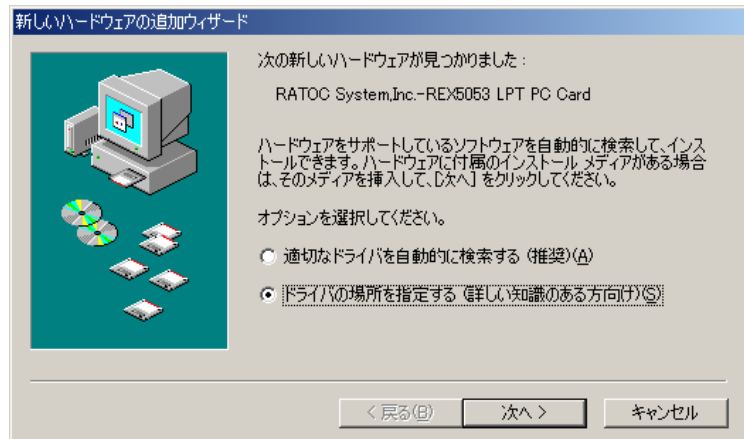 新しいハードウェアの追加ウィザード
次の新しいハードウェアが見つかりました :
RATOC System,Inc.-REX5053 LPT PC Card
ハードウェアをサポートしているソフトウェアを自動的に検索して、インス
トールできます。ハードウェアに付属のインストール メディアがある場合
は、そのメディアを挿入して、[次へ] をクリックしてください。
オプションを選択してください。
適切なドライバを自動的に検索する (推奨)(A)
ドライバの場所を指定する (詳しい知識のある方向け)(S)
< 戻る(B)
次へ >
キャンセル